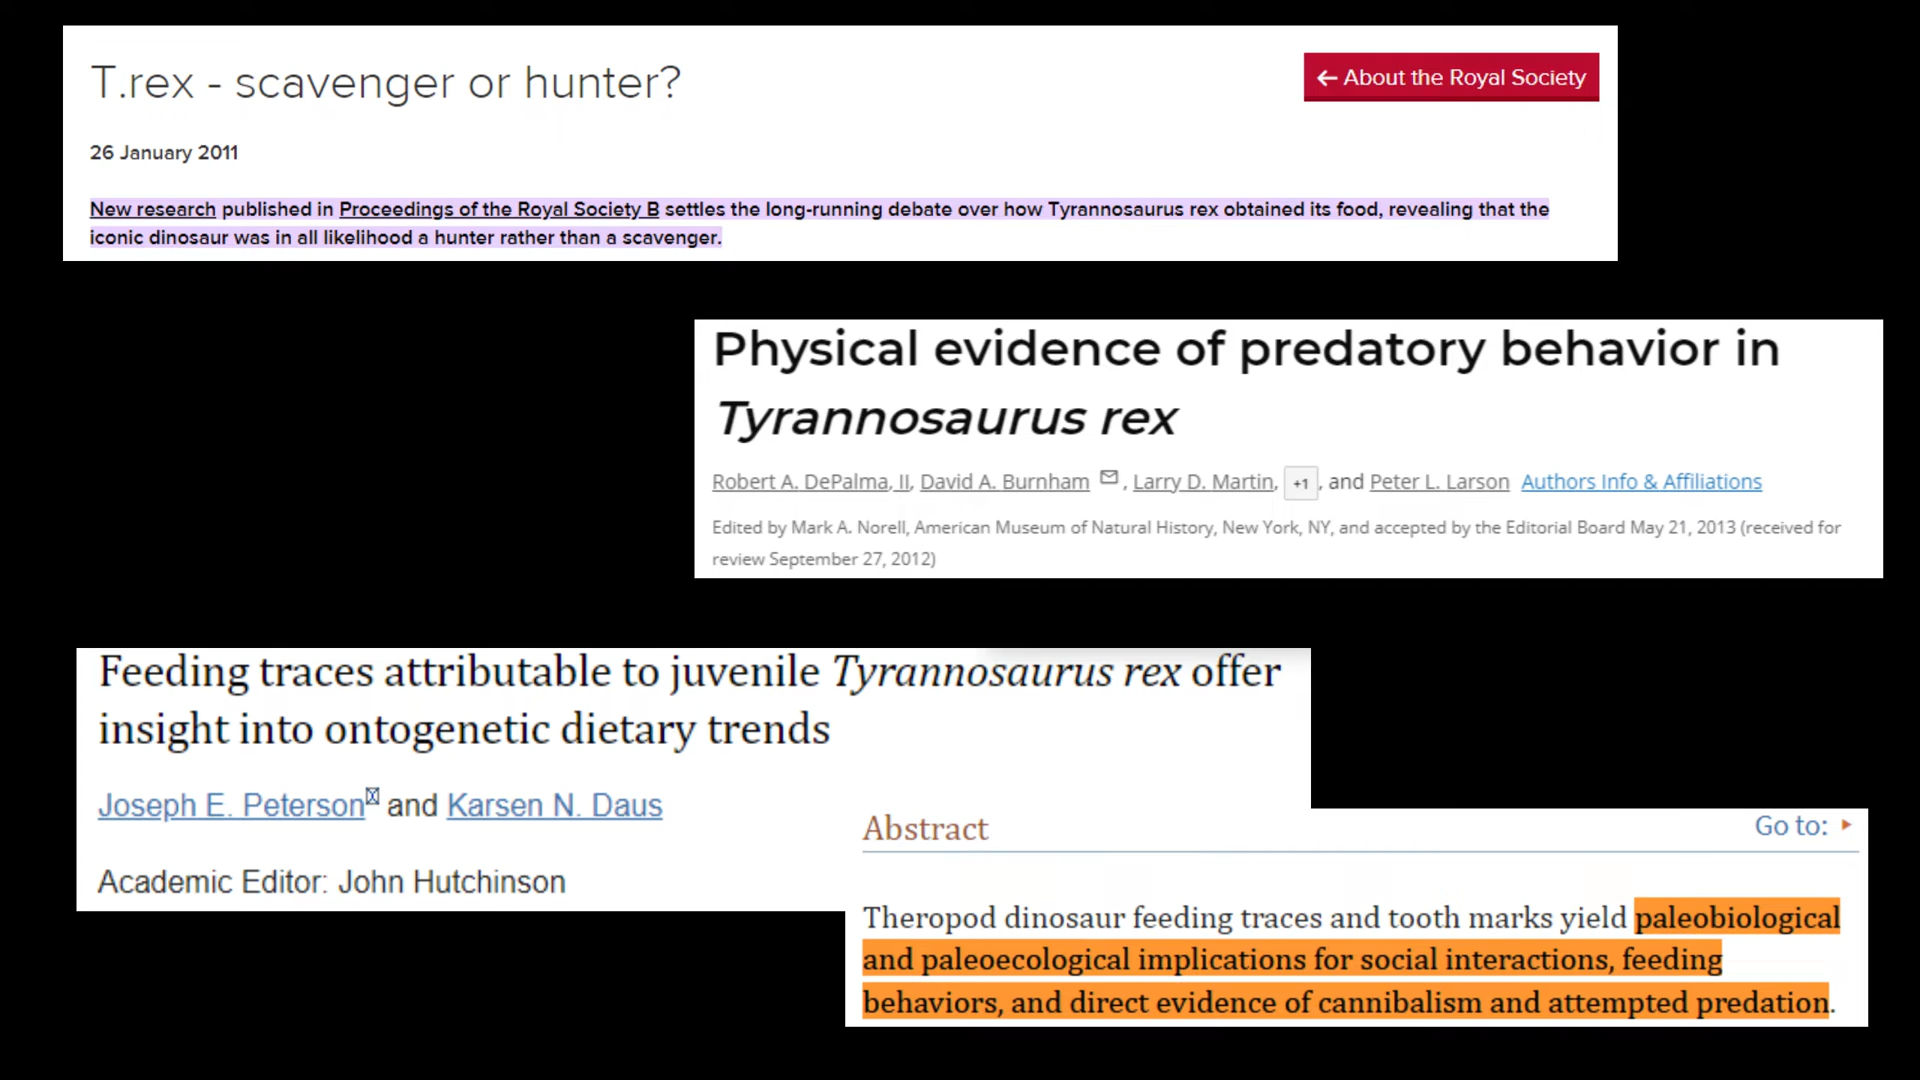 T.rex - scavenger or hunter?
← About the Royal Society
26 January 2011
New research published in Proceedings of the Royal Society B settles the long-running debate over how Tyrannosaurus rex obtained its food, revealing that the
iconic dinosaur was in all likelihood a hunter rather than a scavenger.
Physical evidence of predatory behavior in
Tyrannosaurus rex
Robert A. DePalma, II, David A. Burnham, Larry D. Martin, +1, and Peter L. Larson Authors Info & Affiliations
Edited by Mark A. Norell, American Museum of Natural History, New York, NY, and accepted by the Editorial Board May 21, 2013 (received for
review September 27, 2012)
Feeding traces attributable to juvenile Tyrannosaurus rex offer
insight into ontogenetic dietary trends
Joseph E. Peterson and Karsen N. Daus
Academic Editor: John Hutchinson
Abstract
Go to:
Theropod dinosaur feeding traces and tooth marks yield paleobiological
and paleoecological implications for social interactions, feeding
behaviors, and direct evidence of cannibalism and attempted predation.